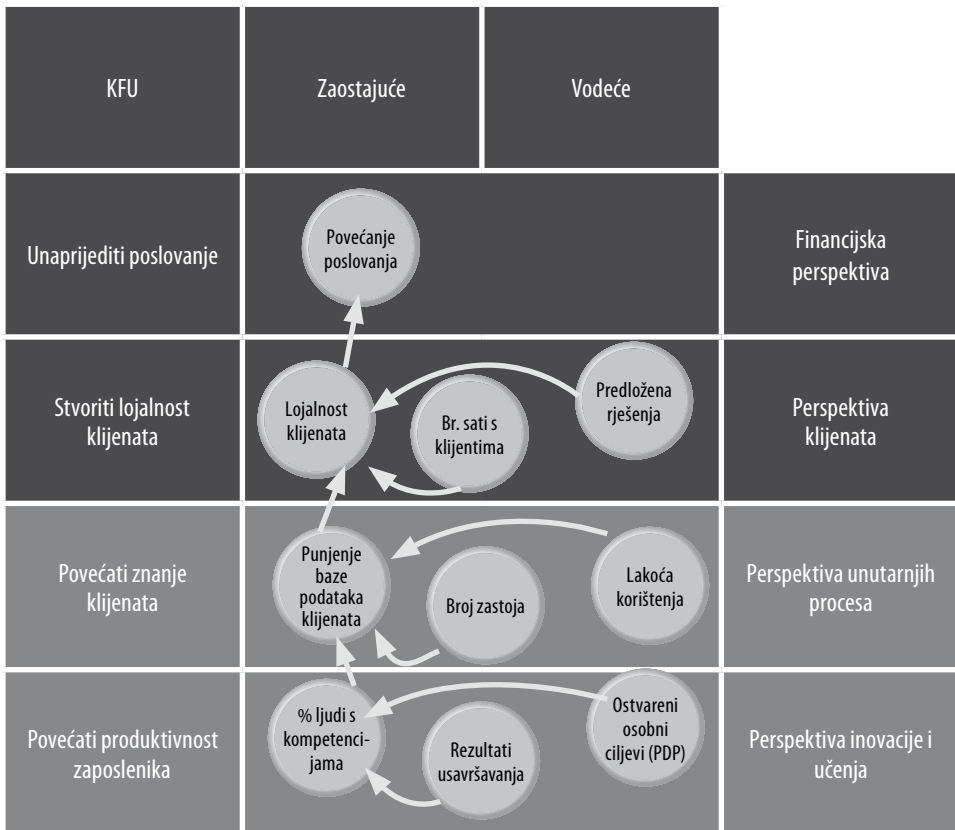 KFU
Zaostajuće
Vodeće
Unaprijediti poslovanje
Povećanje
poslovanja
Financijska
perspektiva
Stvoriti lojalnost
klijenata
Lojalnost
klijenata
Br. sati s
klijentima
Predložena
rješenja
Perspektiva
klijenata
Povećati znanje
klijenata
Punjenje
baze
podataka
klijenata
Broj zastoja
Lakoća
korištenja
Perspektiva unutarnjih
procesa
Povećati produktivnost
zaposlenika
% ljudi s
kompetenci-
jama
Rezultati
usavršavanja
Ostvareni
osobni
ciljevi (PDP)
Perspektiva inovacije i
učenja